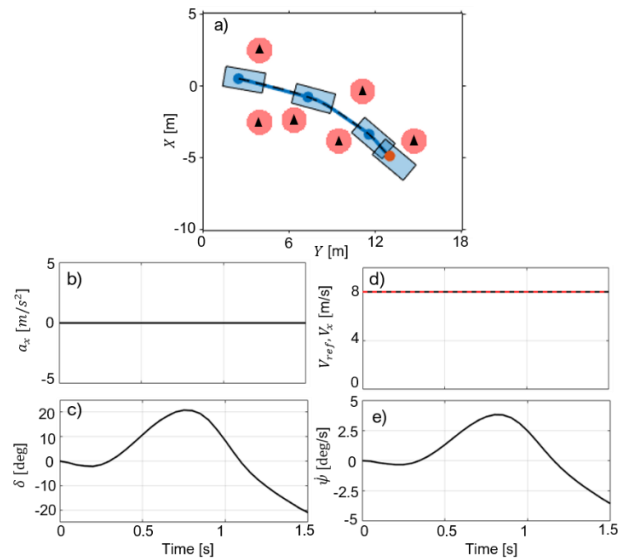 5
a)
0
X [m]
-5
-10
0
6
12
18
Y [m]
5
b)
0
a_x [m/s²]
-5
d)
8
4
0
V_ref, V_x [m/s]
20
c)
10
0
-10
-20
δ [deg]
0
0.5
1
1.5
Time [s]
5
e)
2.5
0
-2.5
-5
ψ̇ [deg/s]
0
0.5
1
1.5
Time [s]